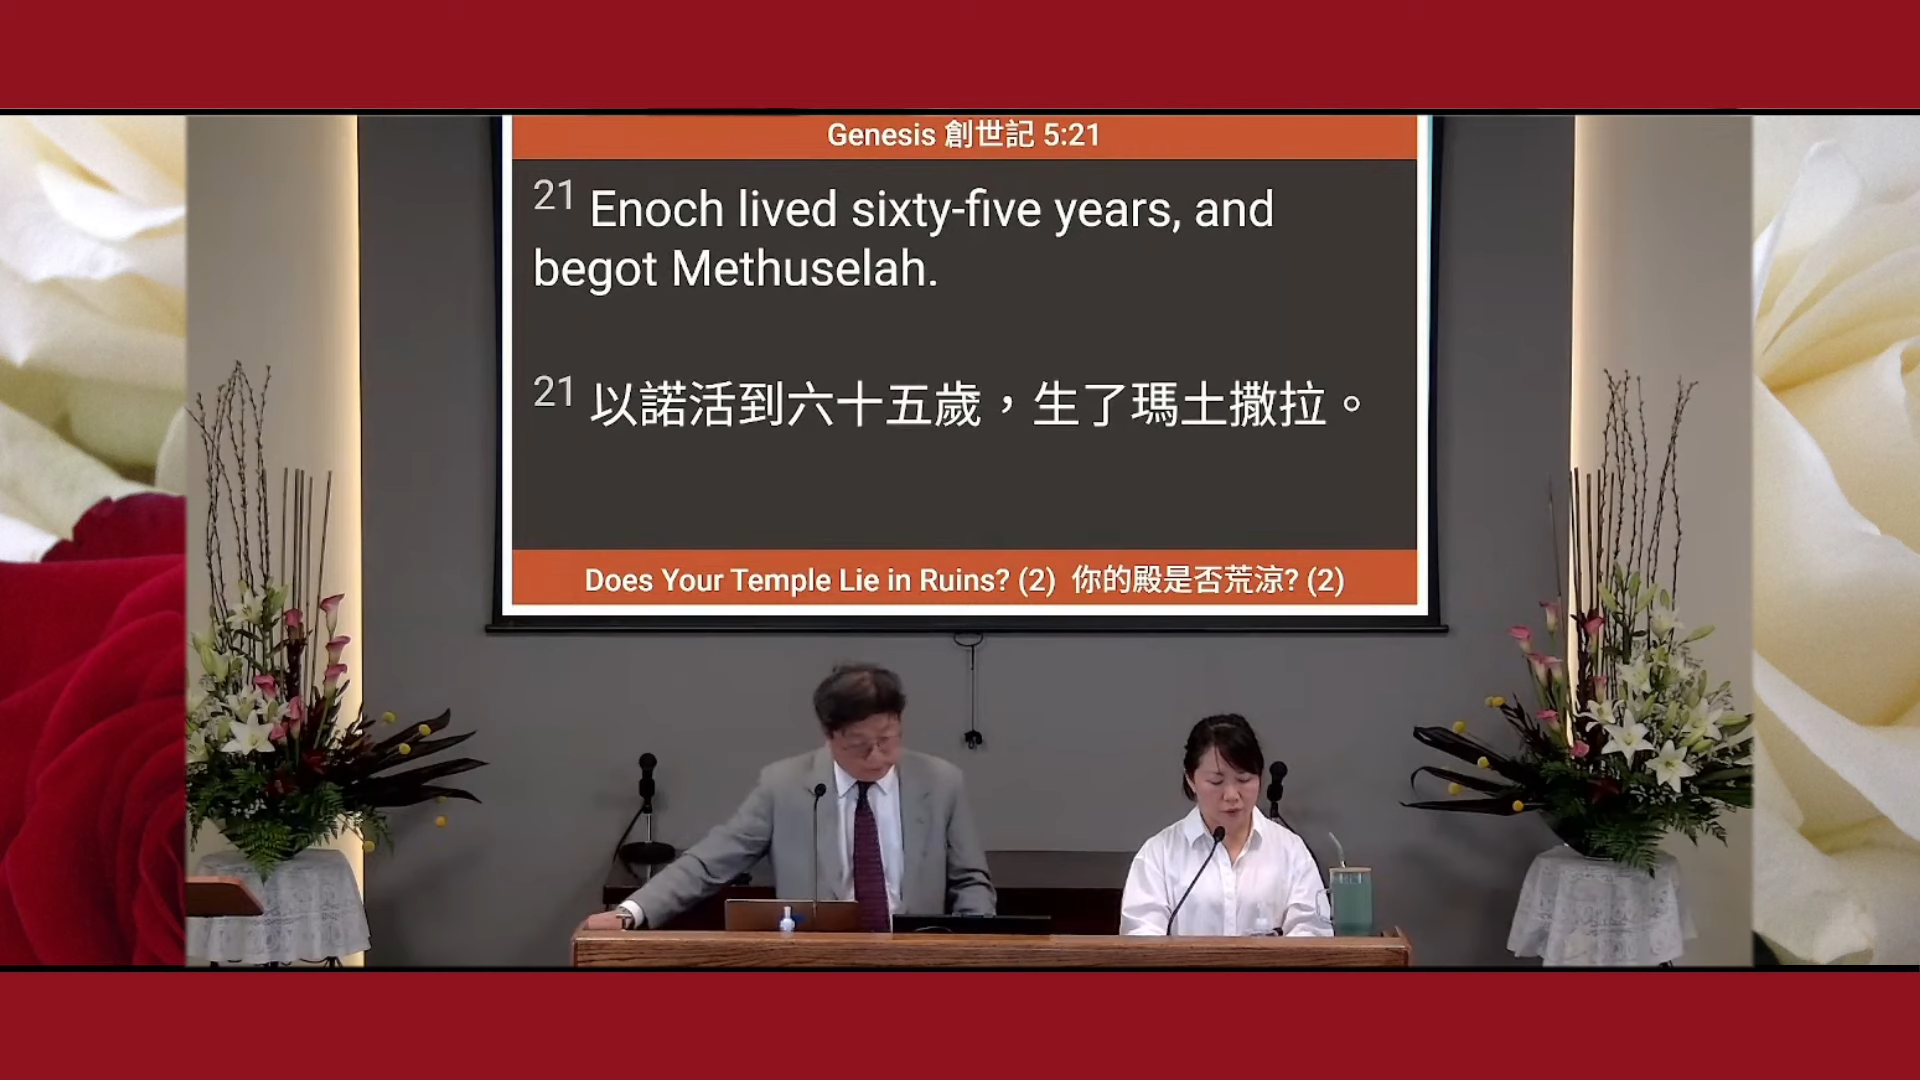 Genesis 創世記 5:21
21 Enoch lived sixty-five years, and
begot Methuselah.
21 以諾活到六十五歲，生了瑪土撒拉。
Does Your Temple Lie in Ruins? (2) 你的殿是否荒涼? (2)